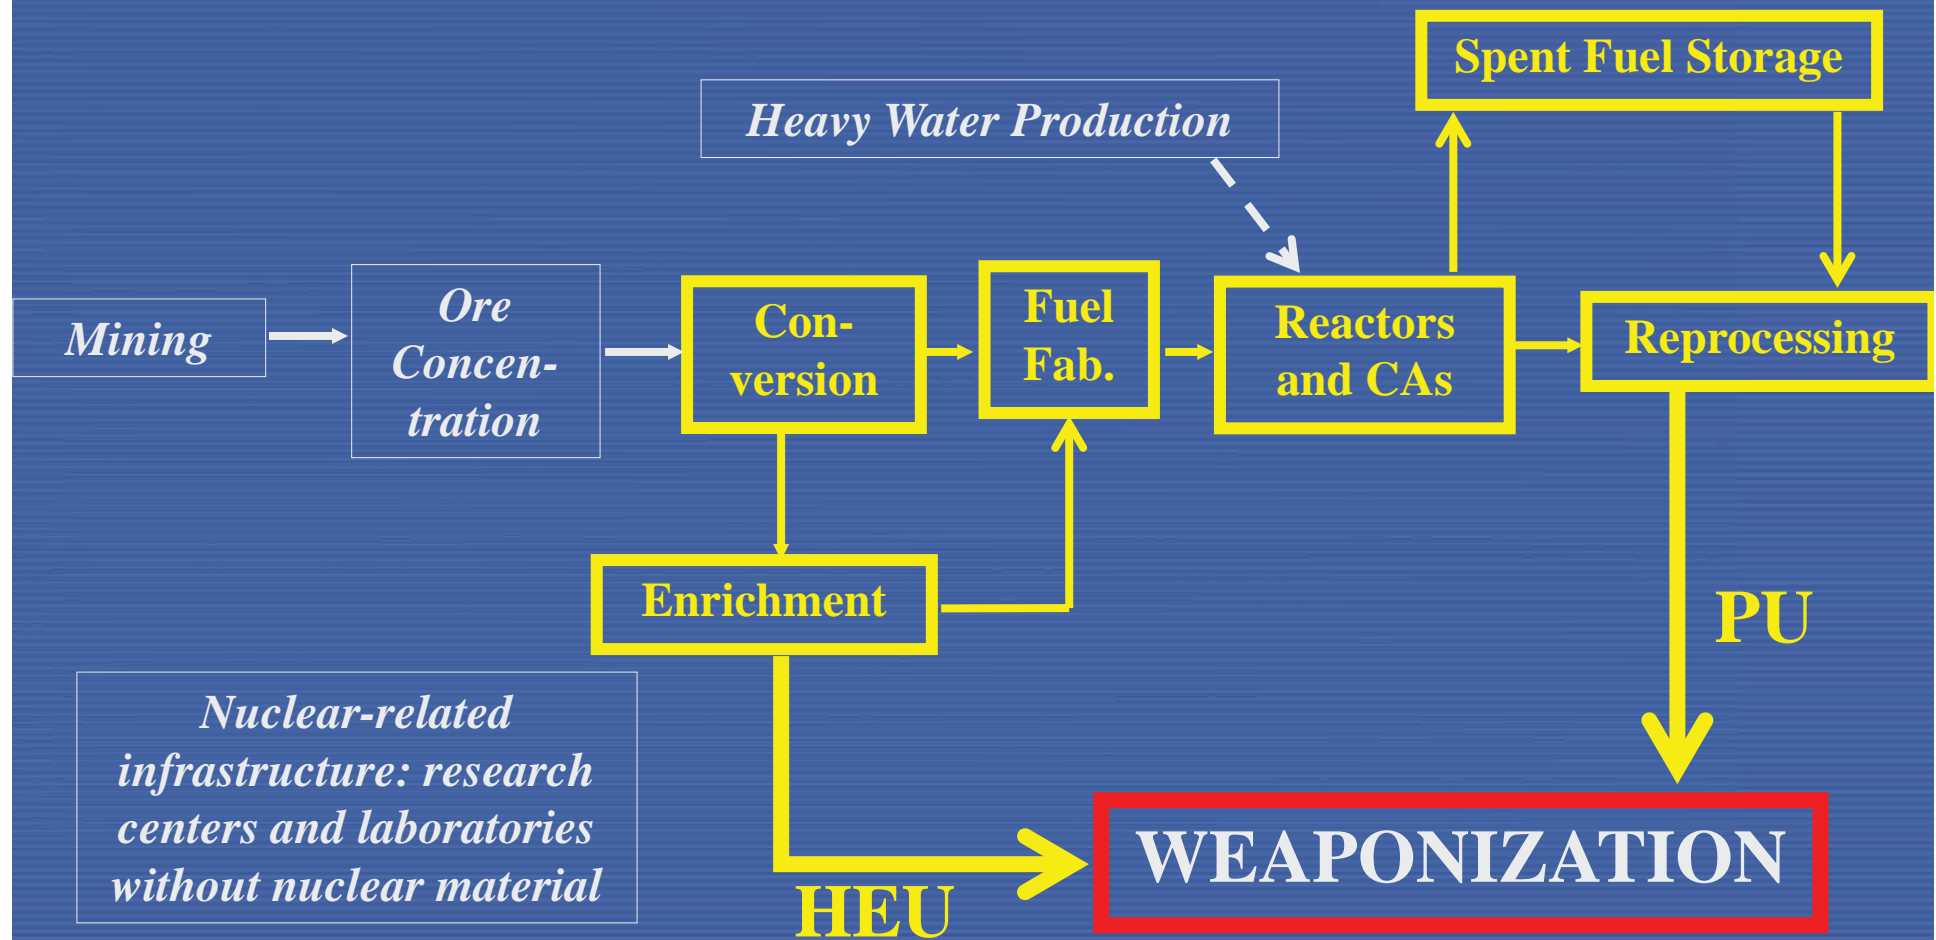 Spent Fuel Storage
Heavy Water Production
Mining
Ore
Concen-
tration
Con-
version
Fuel
Fab.
Reactors
and CAs
Reprocessing
Enrichment
PU
Nuclear-related
infrastructure: research
centers and laboratories
without nuclear material
WEAPONIZATION
HEU